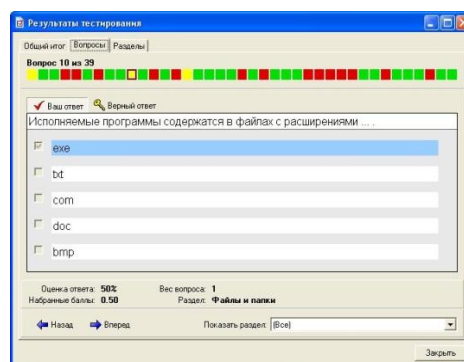 Результаты тестирования
Общий итог Вопросы Разделы
Вопрос 10 из 39
Ваш ответ Верный ответ
Исполняемые программы содержатся в файлах с расширениями ... .
exe
txt
com
doc
bmp
Оценка ответа: 50% Вес вопроса: 1
Набранные баллы: 0.50 Раздел: Файлы и папки
Назад Вперед Показать раздел: (Все)
Закрыть